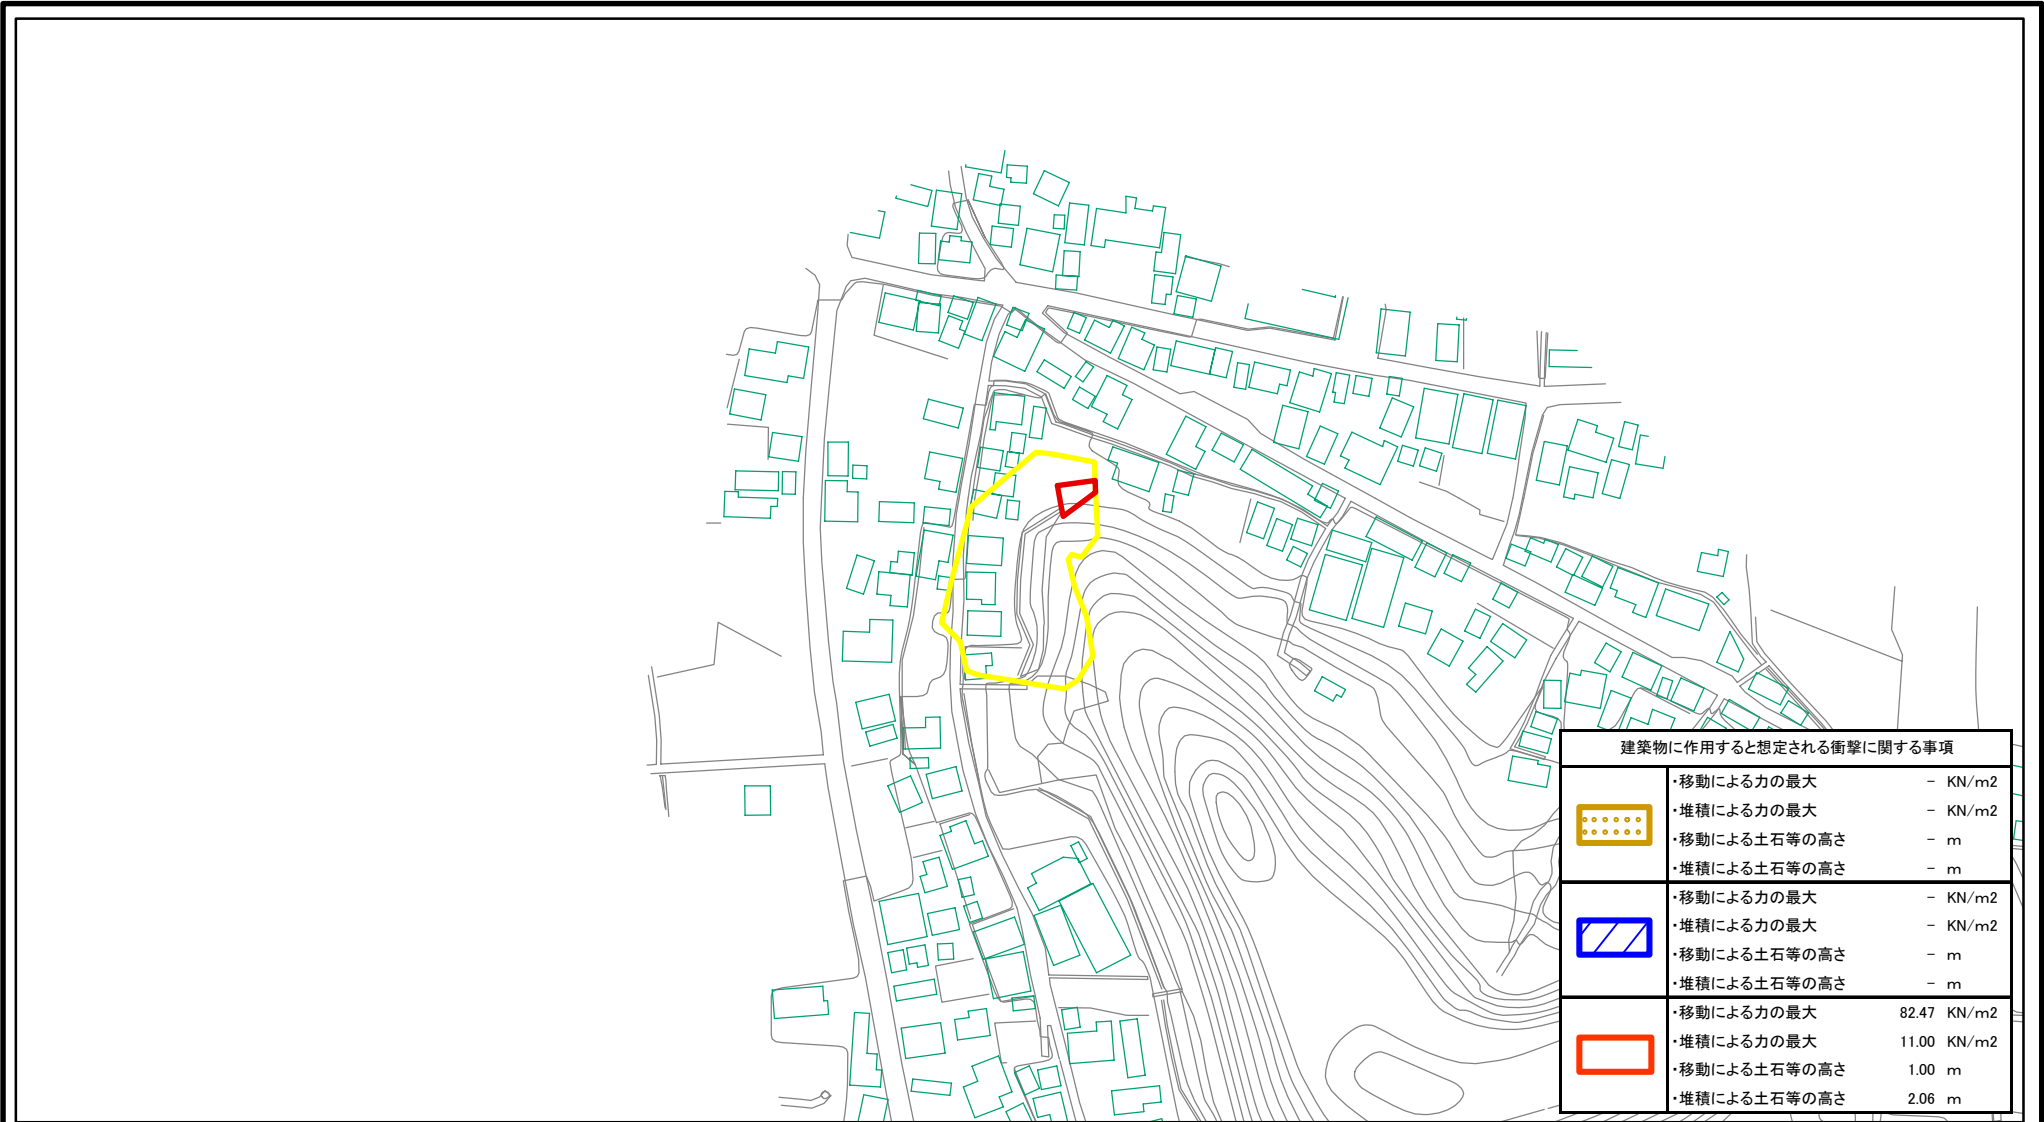 建築物に作用すると想定される衝撃に関する事項
・移動による力の最大 - KN/m2
・堆積による力の最大 - KN/m2
・移動による土石等の高さ - m
・堆積による土石等の高さ - m
・移動による力の最大 - KN/m2
・堆積による力の最大 - KN/m2
・移動による土石等の高さ - m
・堆積による土石等の高さ - m
・移動による力の最大 82.47 KN/m2
・堆積による力の最大 11.00 KN/m2
・移動による土石等の高さ 1.00 m
・堆積による土石等の高さ 2.06 m